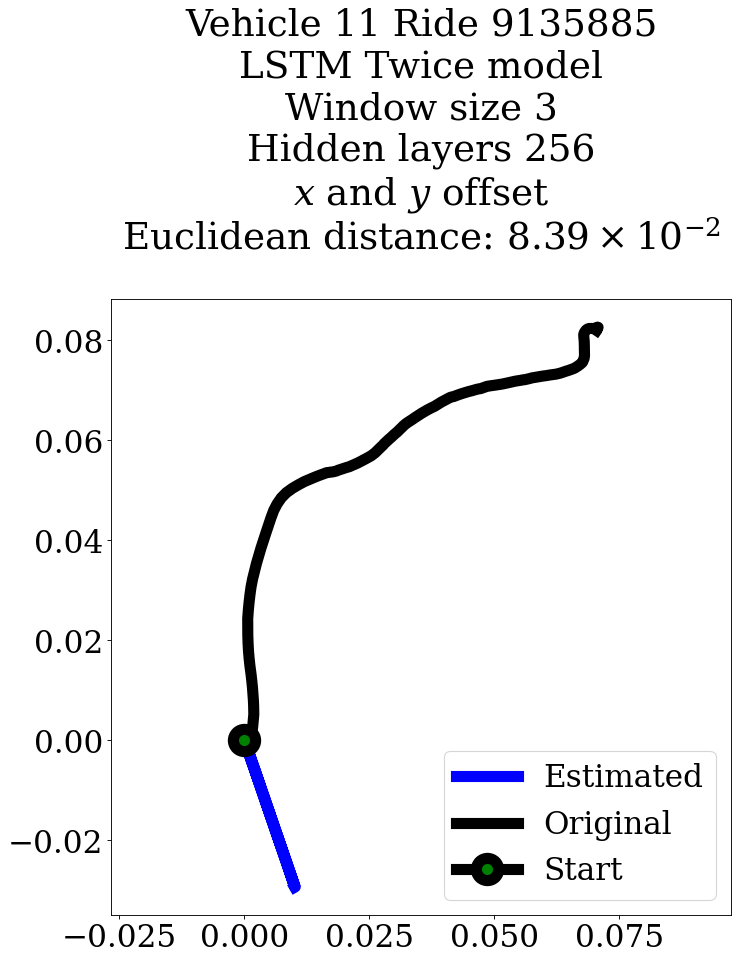 Vehicle 11 Ride 9135885
LSTM Twice model
Window size 3
Hidden layers 256
x and y offset
Euclidean distance: 8.39 × 10⁻²
0.08
0.06
0.04
0.02
0.00
−0.02
Estimated
Original
Start
−0.025 0.000 0.025 0.050 0.075